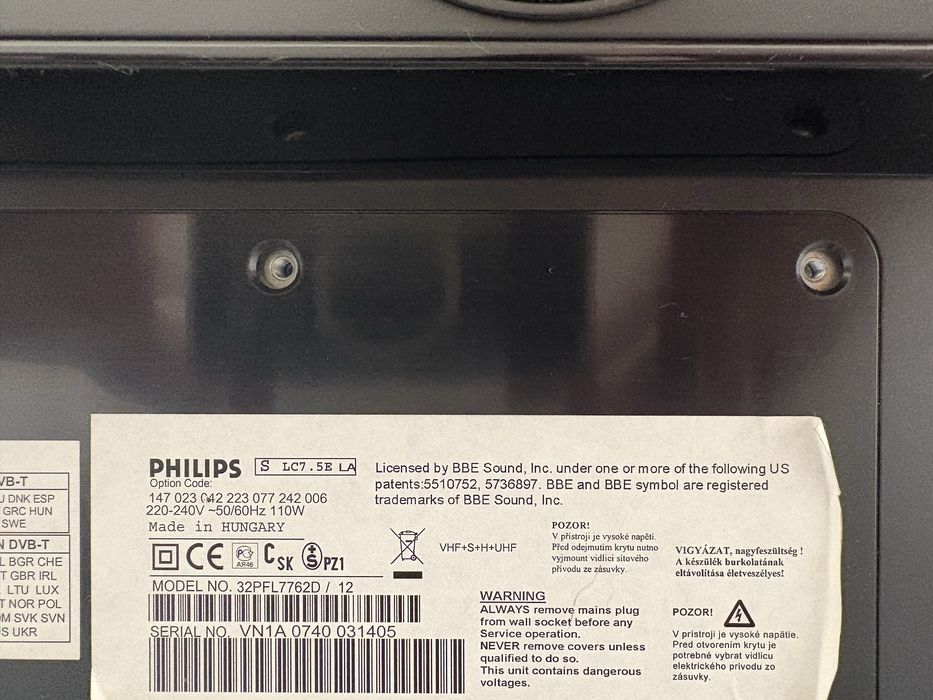 VB-T
U DNK ESP
GRC HUN
SWE
N DVB-T
L BGR CHE
T GBR IRL
LTU LUX
T NOR POL
OM SVK SVN
S UKR
PHILIPS S LC7.5E LA
Option Code:
147 023 042 223 077 242 006
220-240V ~50/60Hz 110W
Made in HUNGARY
CE PC AR46 CSK S PZ1
MODEL NO. 32PFL7762D / 12
SERIAL NO. VN1A 0740 031405
Licensed by BBE Sound, Inc. under one or more of the following US
patents:5510752, 5736897. BBE and BBE symbol are registered
trademarks of BBE Sound, Inc.
VHF+S+H+UHF
POZOR!
V přístroji je vysoké napětí.
Před odejmutím krytu nutno
vyjmount vidlici síťového
přívodu ze zásuvky.
VIGYÁZAT, nagyfeszültség !
A készülék burkolatának
eltávolítása életveszélyes!
WARNING
ALWAYS remove mains plug
from wall socket before any
Service operation.
NEVER remove covers unless
qualified to do so.
This unit contains dangerous
voltages.
POZOR!
V prístroji je vysoké napätie.
Pred otvorením krytu je
potrebné vybrat vidlicu
elektrického prívodu zo
zásuvky.